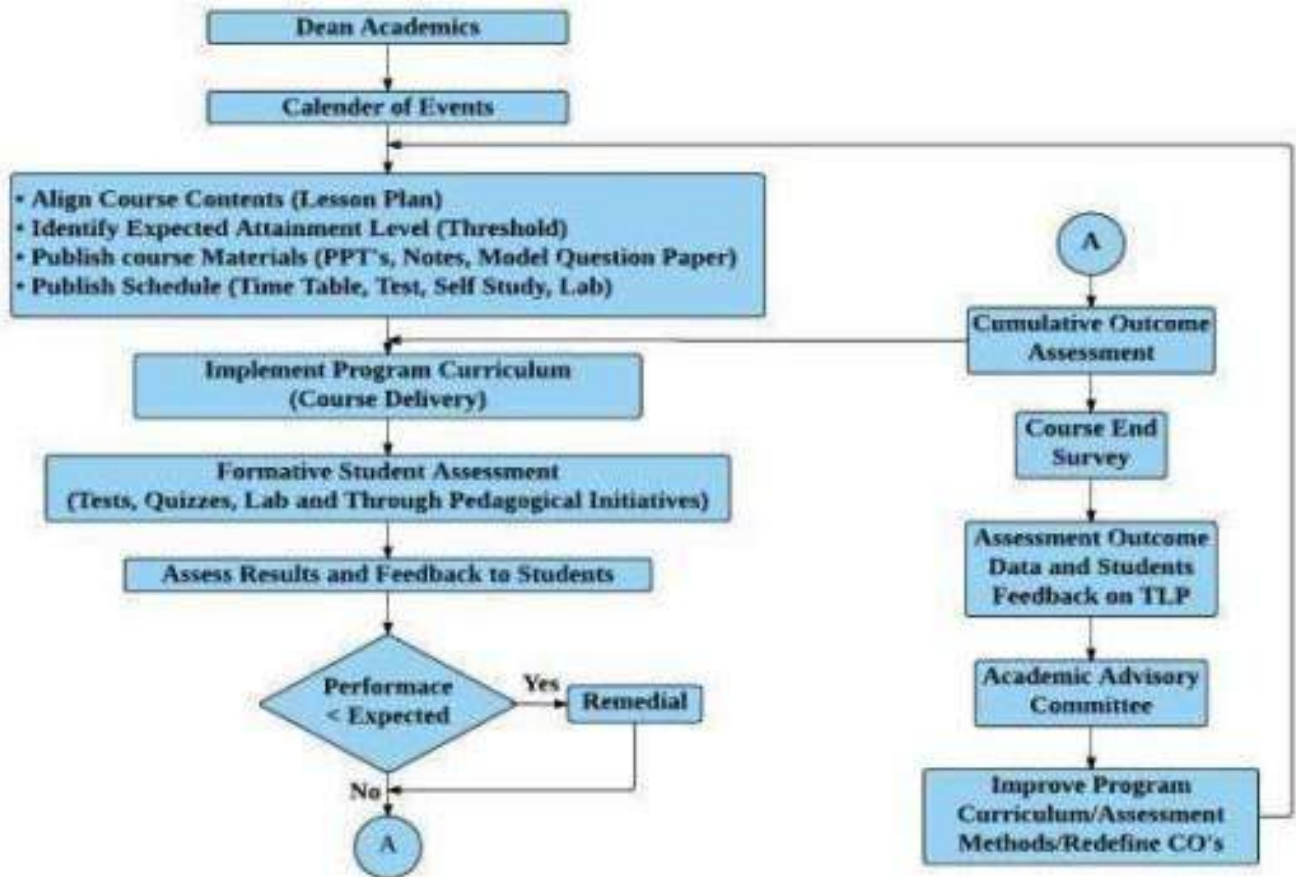 Dean Academics
Calender of Events
• Align Course Contents (Lesson Plan)
• Identify Expected Attainment Level (Threshold)
• Publish course Materials (PPT's, Notes, Model Question Paper)
• Publish Schedule (Time Table, Test, Self Study, Lab)
Implement Program Curriculum
(Course Delivery)
Formative Student Assessment
(Tests, Quizzes, Lab and Through Pedagogical Initiatives)
Assess Results and Feedback to Students
Performace
< Expected
Yes
Remedial
No
A
A
Cumulative Outcome
Assessment
Course End
Survey
Assessment Outcome
Data and Students
Feedback on TLP
Academic Advisory
Committee
Improve Program
Curriculum/Assessment
Methods/Redefine CO's